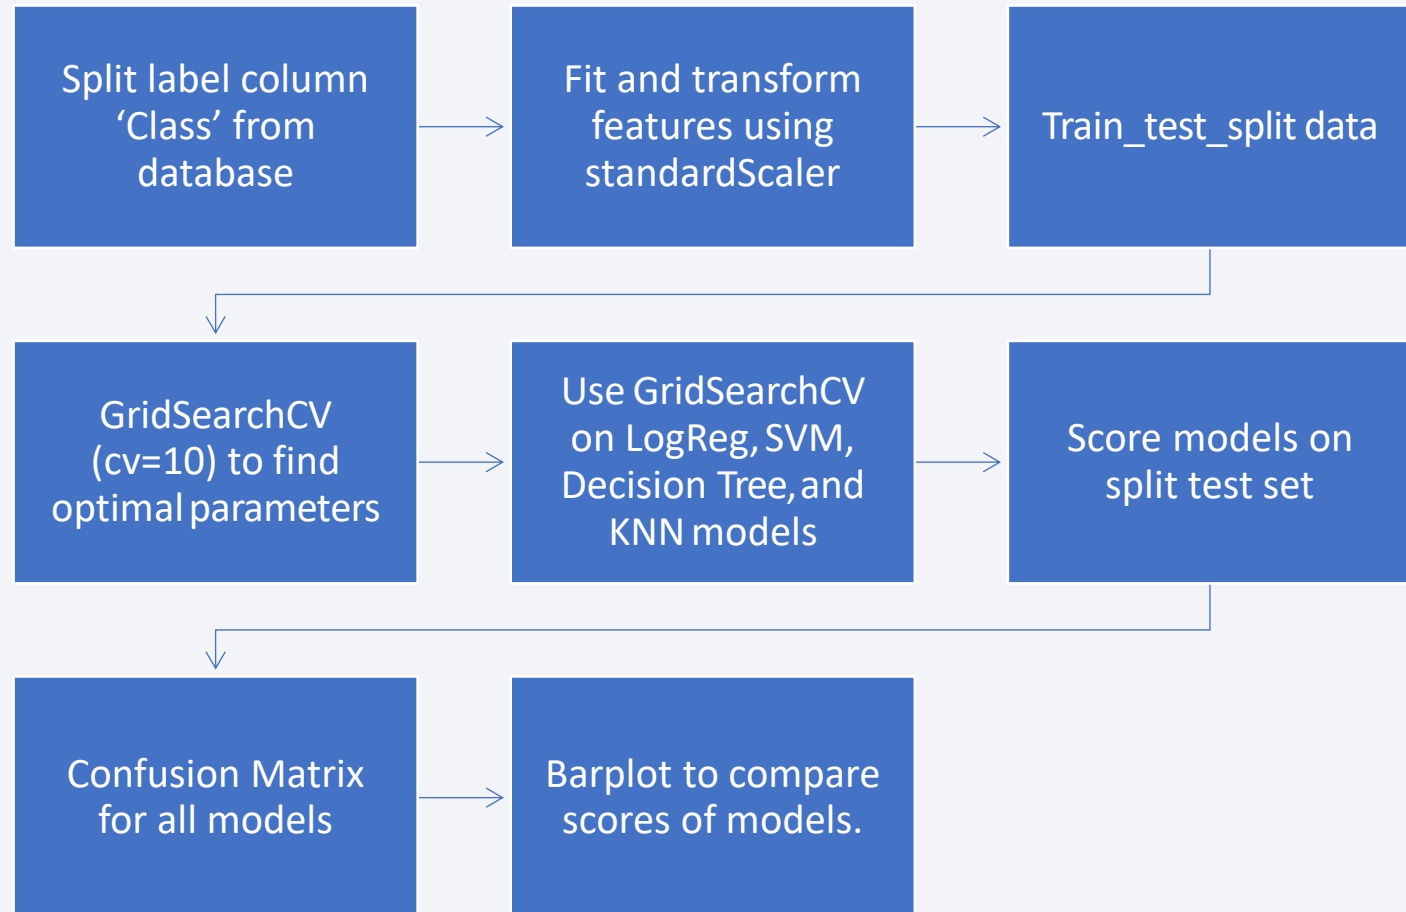 Split label column
‘Class’ from
database
Fit and transform
features using
standardScaler
Train_test_split data
GridSearchCV
(cv=10) to find
optimal parameters
Use GridSearchCV
on LogReg, SVM,
Decision Tree, and
KNN models
Score models on
split test set
Confusion Matrix
for all models
Barplot to compare
scores of models.